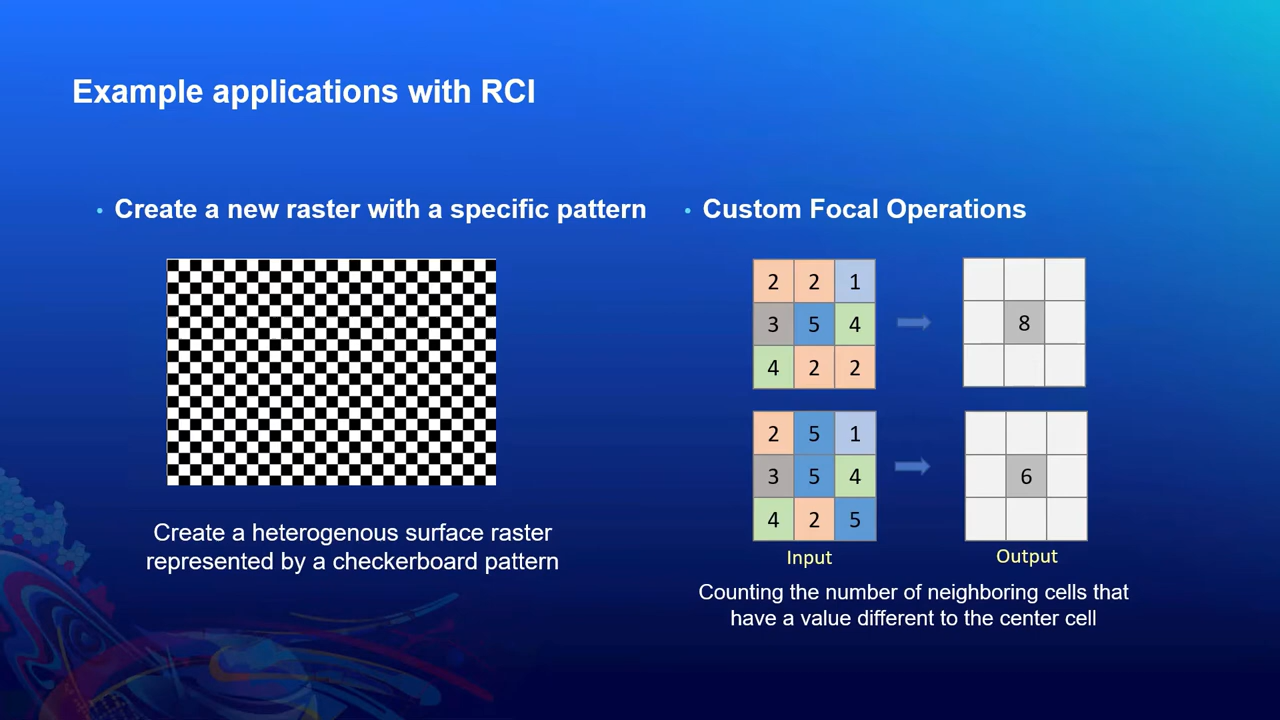 Example applications with RCI
• Create a new raster with a specific pattern
Create a heterogenous surface raster
represented by a checkerboard pattern
• Custom Focal Operations
2 2 1
3 5 4
4 2 2
8
2 5 1
3 5 4
4 2 5
6
Input
Output
Counting the number of neighboring cells that
have a value different to the center cell